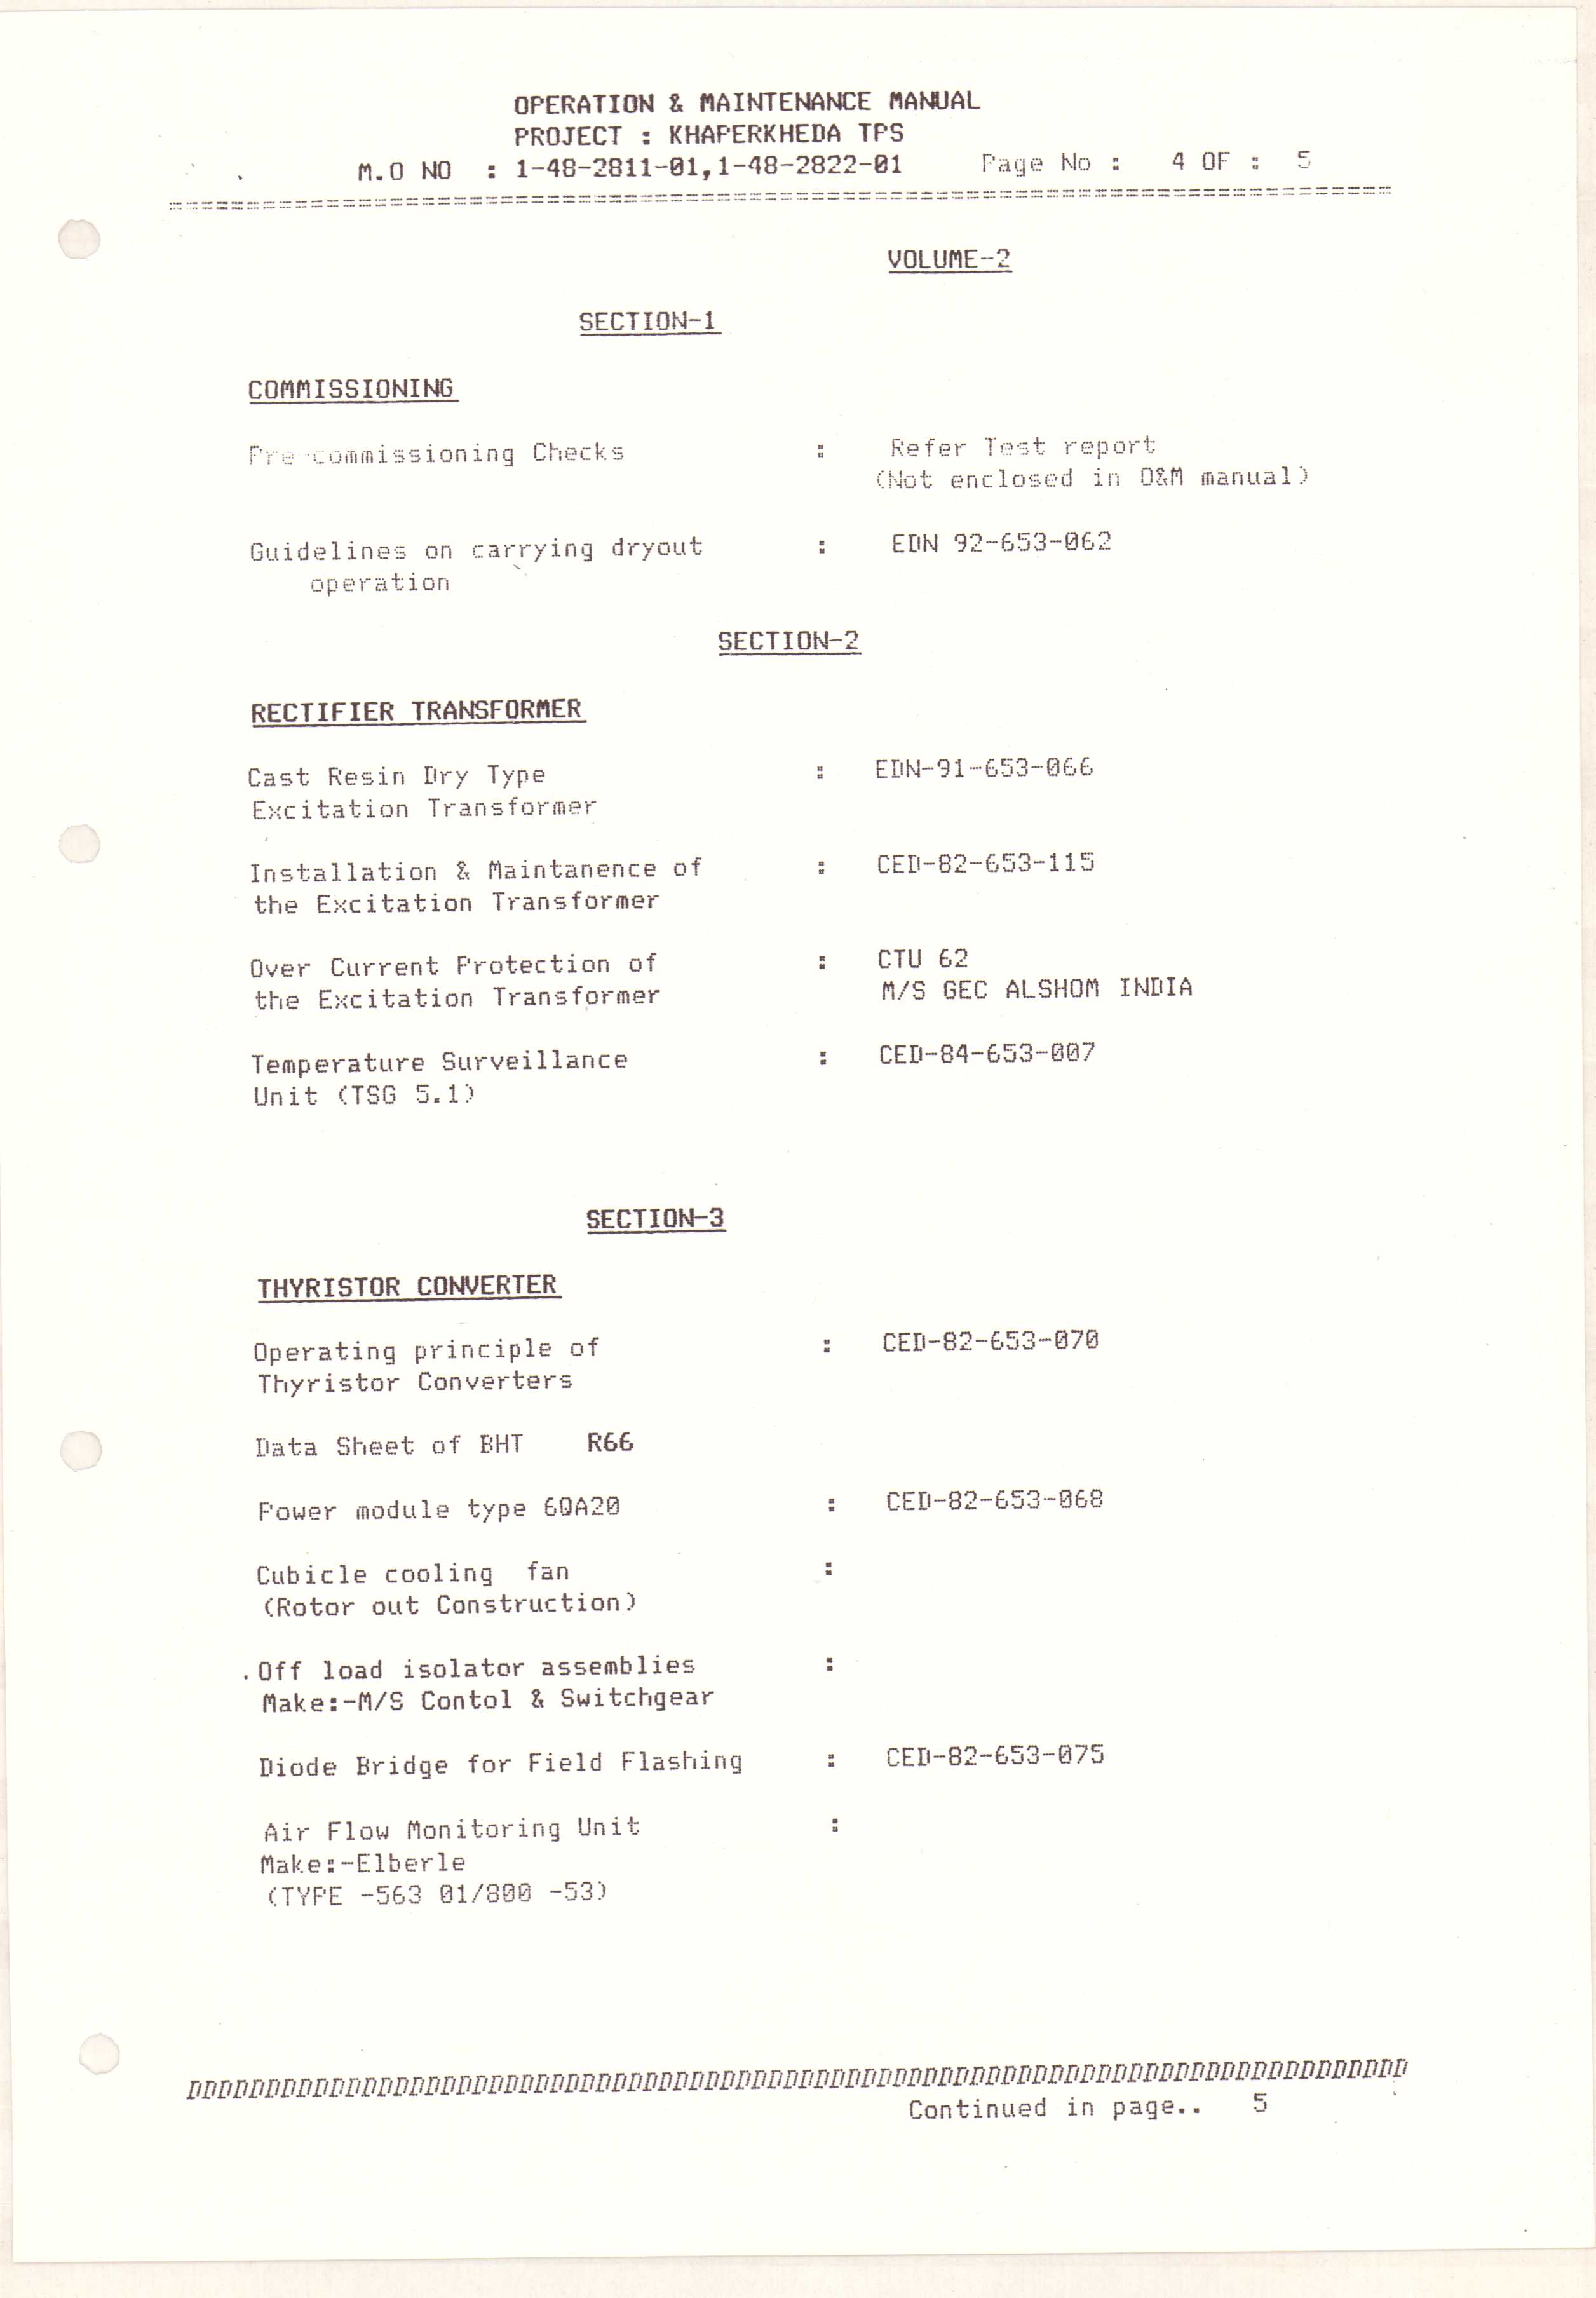 OPERATION & MAINTENANCE MANUAL
PROJECT : KHAPERKHEDA TPS
M.O NO : 1-48-2811-01,1-48-2822-01 Page No : 4 OF : 5
VOLUME-2
SECTION-1
COMMISSIONING
Pre-commissioning Checks : Refer Test report
(Not enclosed in O&M manual)
Guidelines on carrying dryout : EDN 92-653-062
operation
SECTION-2
RECTIFIER TRANSFORMER
Cast Resin Dry Type : EDN-91-653-066
Excitation Transformer
Installation & Maintanence of : CED-82-653-115
the Excitation Transformer
Over Current Protection of : CTU 62
the Excitation Transformer M/S GEC ALSHOM INDIA
Temperature Surveillance : CED-84-653-007
Unit (TSG 5.1)
SECTION-3
THYRISTOR CONVERTER
Operating principle of : CED-82-653-070
Thyristor Converters
Data Sheet of BHT R66
Power module type 6QA20 : CED-82-653-068
Cubicle cooling fan :
(Rotor out Construction)
.Off load isolator assemblies :
Make:-M/S Contol & Switchgear
Diode Bridge for Field Flashing : CED-82-653-075
Air Flow Monitoring Unit :
Make:-Elberle
(TYPE -563 01/800 -53)
Continued in page.. 5